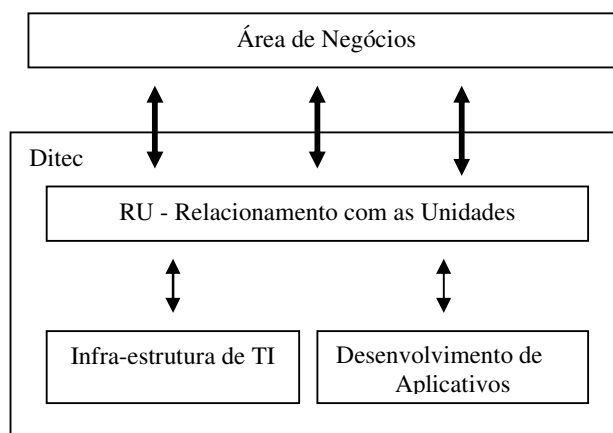 Área de Negócios
Ditec
RU - Relacionamento com as Unidades
Infra-estrutura de TI
Desenvolvimento de
Aplicativos